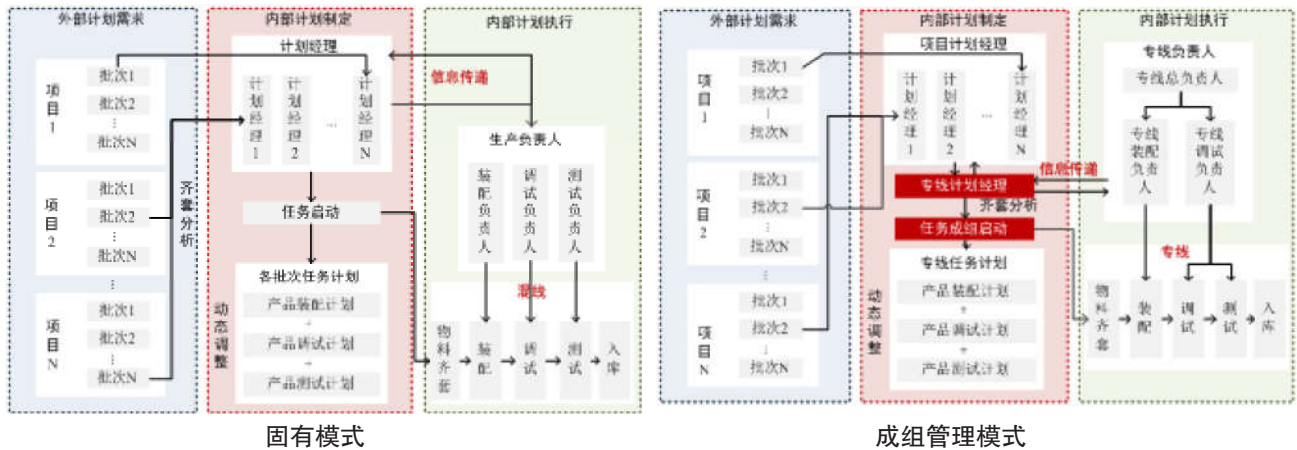 外部计划需求
项目1
批次1
批次2
⋮
批次N
项目2
批次1
批次2
⋮
批次N
⋮
项目N
批次1
批次2
⋮
批次N
齐套分析
内部计划制定
计划经理
计划经理1
计划经理2
...
计划经理N
任务启动
各批次任务计划
产品装配计划
+
产品调试计划
+
产品测试计划
动态调整
内部计划执行
信息传递
生产负责人
装配负责人
调试负责人
测试负责人
混线
物料齐套
装配
调试
测试
入库
固有模式
外部计划需求
项目1
批次1
批次2
⋮
批次N
项目2
批次1
批次2
⋮
批次N
⋮
项目N
批次1
批次2
⋮
批次N
内部计划制定
项目计划经理
计划经理1
计划经理2
...
计划经理N
专线计划经理
齐套分析
任务成组启动
专线任务计划
产品装配计划
+
产品调试计划
+
产品测试计划
动态调整
内部计划执行
专线负责人
专线总负责人
专线装配负责人
专线调试负责人
信息传递
专线
物料齐套
装配
调试
测试
入库
成组管理模式